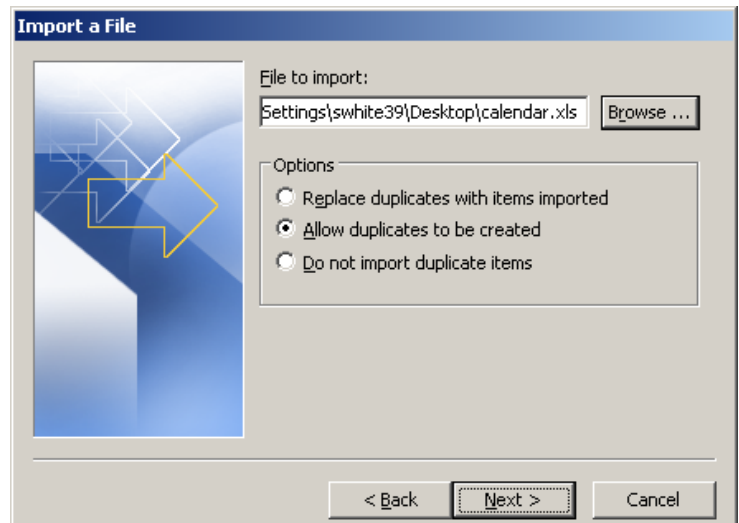 Import a File
File to import:
Settings\swhite39\Desktop\calendar.xls
Browse ...
Options
Replace duplicates with items imported
Allow duplicates to be created
Do not import duplicate items
< Back
Next >
Cancel